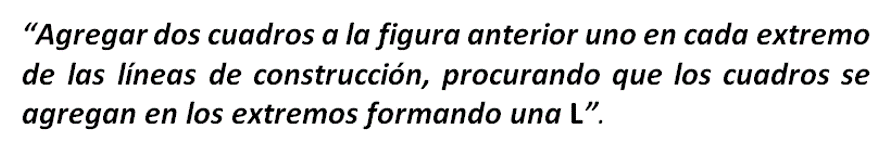 “Agregar dos cuadros a la figura anterior uno en cada extremo
de las líneas de construcción, procurando que los cuadros se
agregan en los extremos formando una L”.